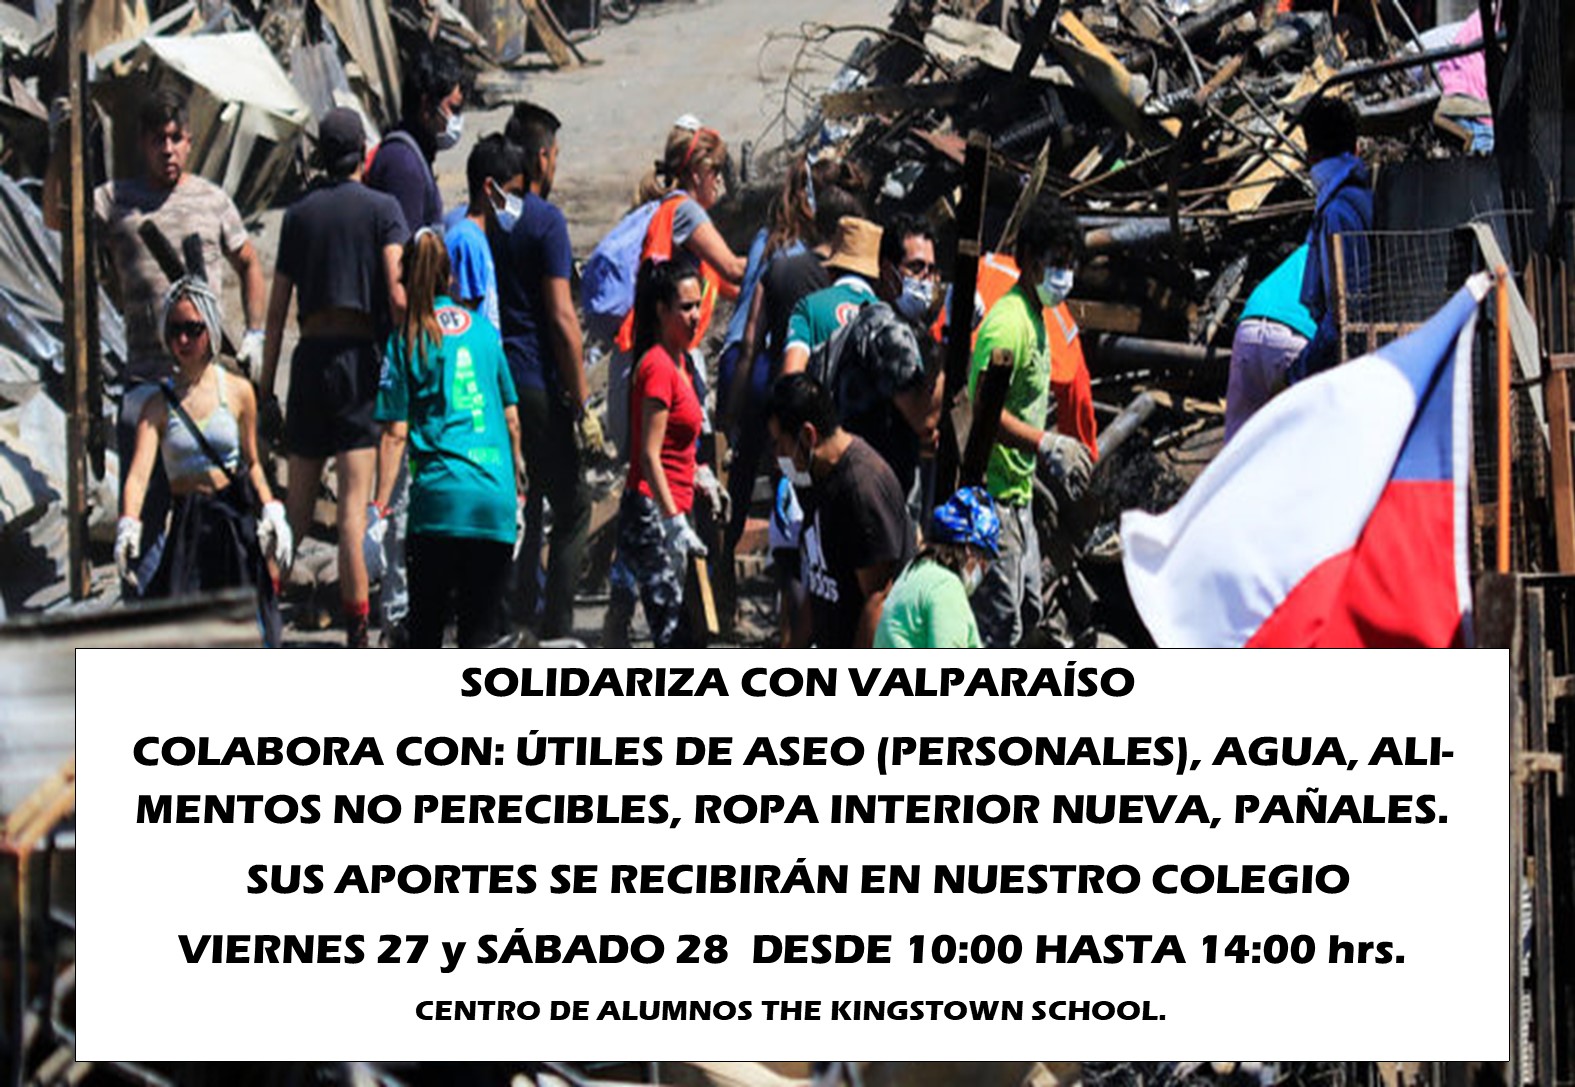 SOLIDARIZA CON VALPARAÍSO
COLABORA CON: ÚTILES DE ASEO (PERSONALES), AGUA, ALI-
MENTOS NO PERECIBLES, ROPA INTERIOR NUEVA, PAÑALES.
SUS APORTES SE RECIBIRÁN EN NUESTRO COLEGIO
VIERNES 27 y SÁBADO 28 DESDE 10:00 HASTA 14:00 hrs.
CENTRO DE ALUMNOS THE KINGSTOWN SCHOOL.